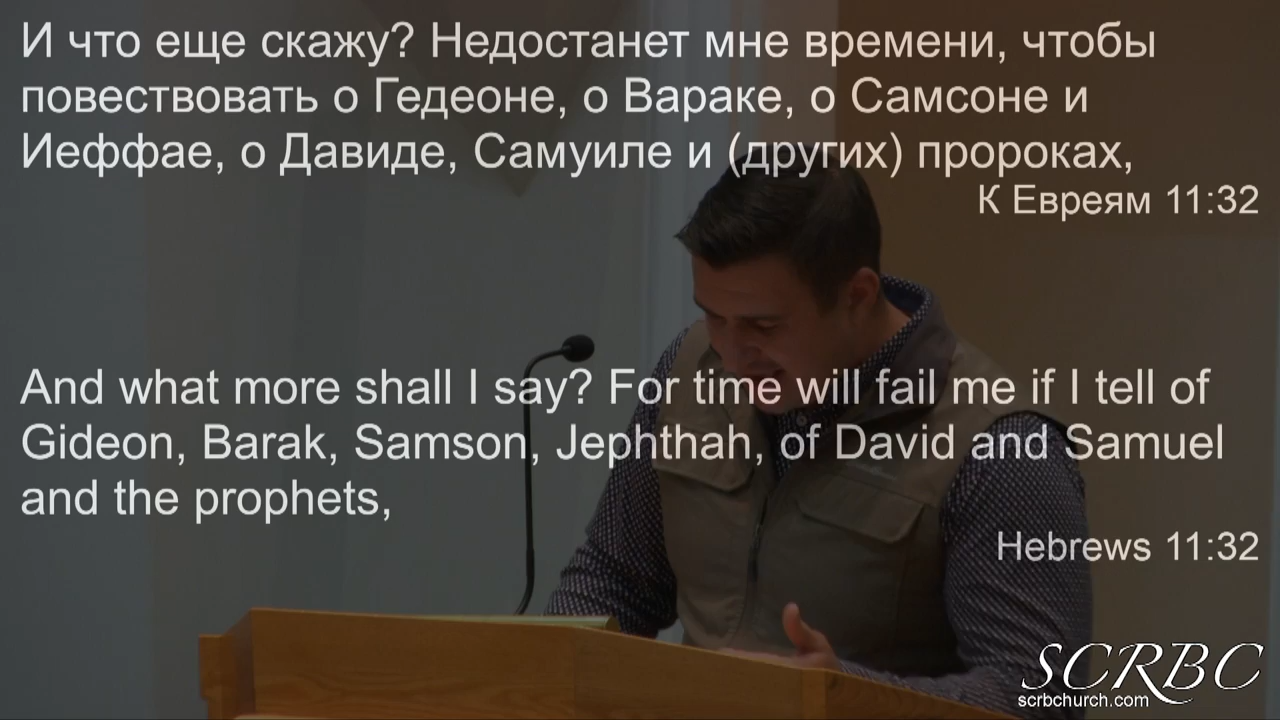 И что еще скажу? Недостанет мне времени, чтобы
повествовать о Гедеоне, о Вараке, о Самсоне и
Иеффае, о Давиде, Самуиле и (других) пророках,
К Евреям 11:32
And what more shall I say? For time will fail me if I tell of
Gideon, Barak, Samson, Jephthah, of David and Samuel
and the prophets,
Hebrews 11:32
SCRBC
scrbchurch.com